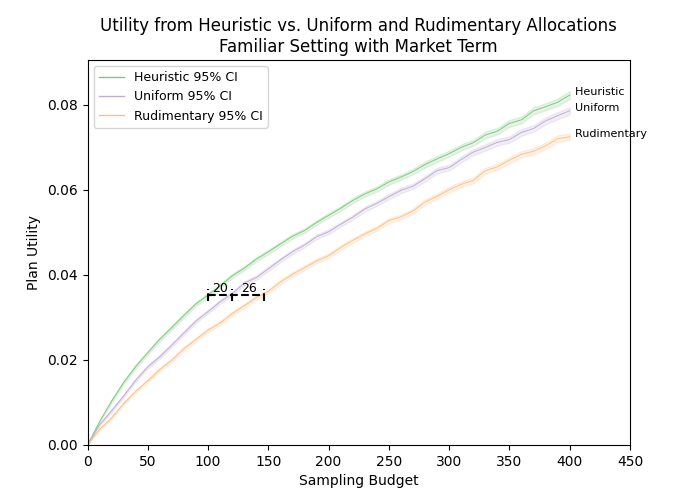 Utility from Heuristic vs. Uniform and Rudimentary Allocations
Familiar Setting with Market Term
Heuristic 95% CI
Uniform 95% CI
Rudimentary 95% CI
Heuristic
Uniform
Rudimentary
20
26
Plan Utility
0.08
0.06
0.04
0.02
0.00
0
50
100
150
200
250
300
350
400
450
Sampling Budget